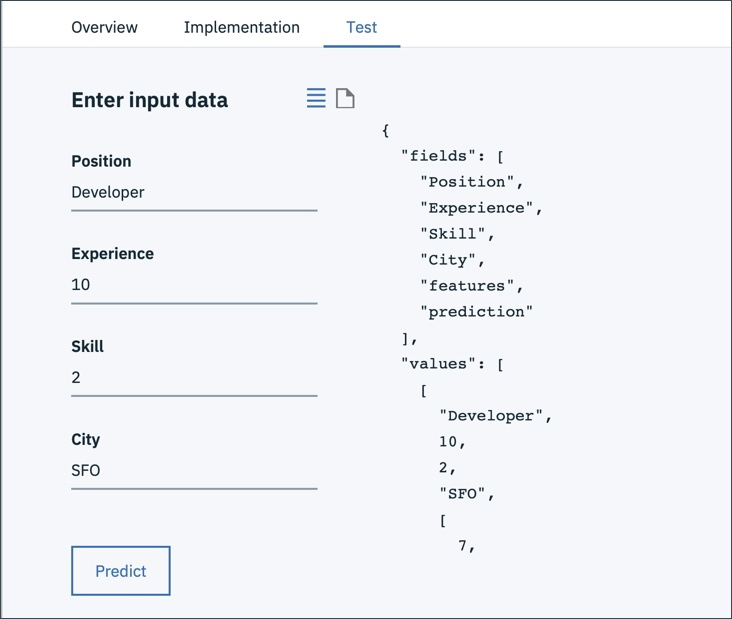 Overview Implementation Test
Enter input data
Position
Developer
Experience
10
Skill
2
City
SFO
Predict
{
"fields": [
"Position",
"Experience",
"Skill",
"City",
"features",
"prediction"
],
"values": [
[
"Developer",
10,
2,
"SFO",
[
7,